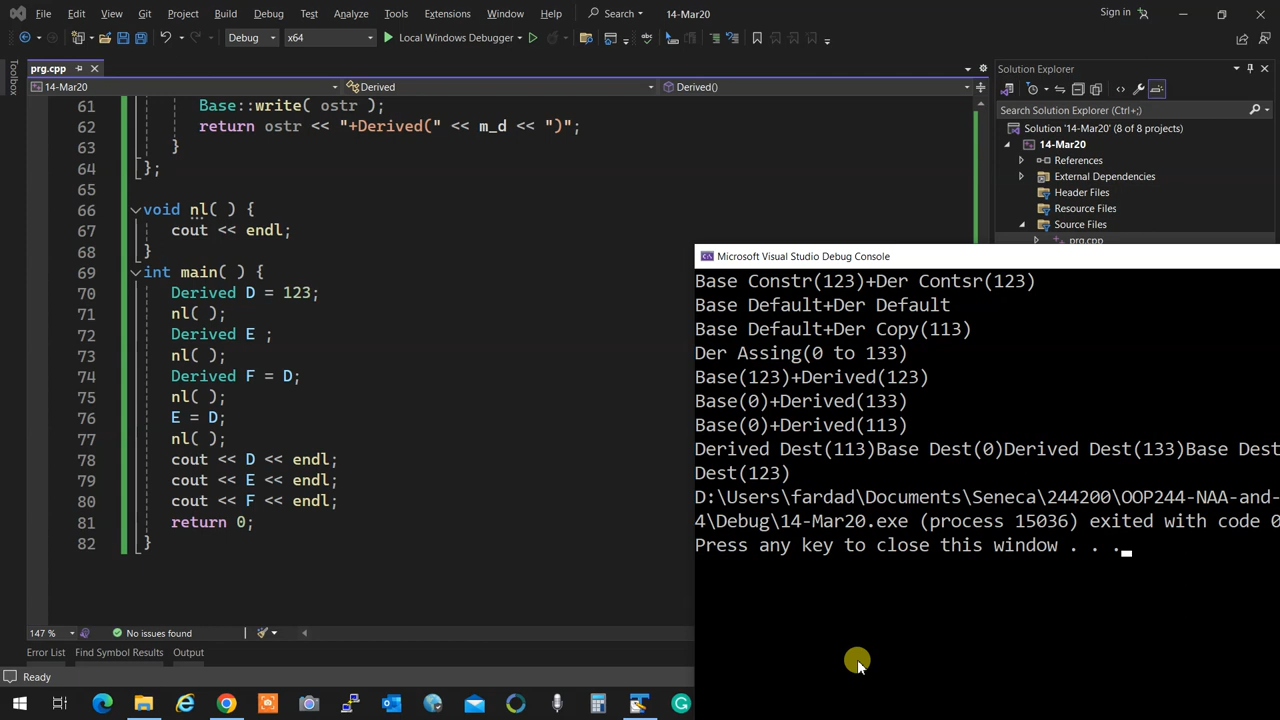 File Edit View Git Project Build Debug Test Analyze Tools Extensions Window Help Search 14-Mar20 Sign in
Debug x64 Local Windows Debugger
Toolbox
prg.cpp
14-Mar20 Derived Derived()
61 Base::write( ostr );
62 return ostr << "+Derived(" << m_d << ")";
63 }
64 };
65
66 void nl( ) {
67 cout << endl;
68 }
69 int main( ) {
70 Derived D = 123;
71 nl( );
72 Derived E ;
73 nl( );
74 Derived F = D;
75 nl( );
76 E = D;
77 nl( );
78 cout << D << endl;
79 cout << E << endl;
80 cout << F << endl;
81 return 0;
82 }
147 % No issues found
Error List Find Symbol Results Output
Ready
Solution Explorer
Search Solution Explorer (Ctrl+;)
Solution '14-Mar20' (8 of 8 projects)
14-Mar20
References
External Dependencies
Header Files
Resource Files
Source Files
prg.cpp
Microsoft Visual Studio Debug Console
Base Constr(123)+Der Contsr(123)
Base Default+Der Default
Base Default+Der Copy(113)
Der Assing(0 to 133)
Base(123)+Derived(123)
Base(0)+Derived(133)
Base(0)+Derived(113)
Derived Dest(113)Base Dest(0)Derived Dest(133)Base Dest
Dest(123)
D:\Users\fardad\Documents\Seneca\244200\OOP244-NAA-and-
4\Debug\14-Mar20.exe (process 15036) exited with code 0
Press any key to close this window . . .